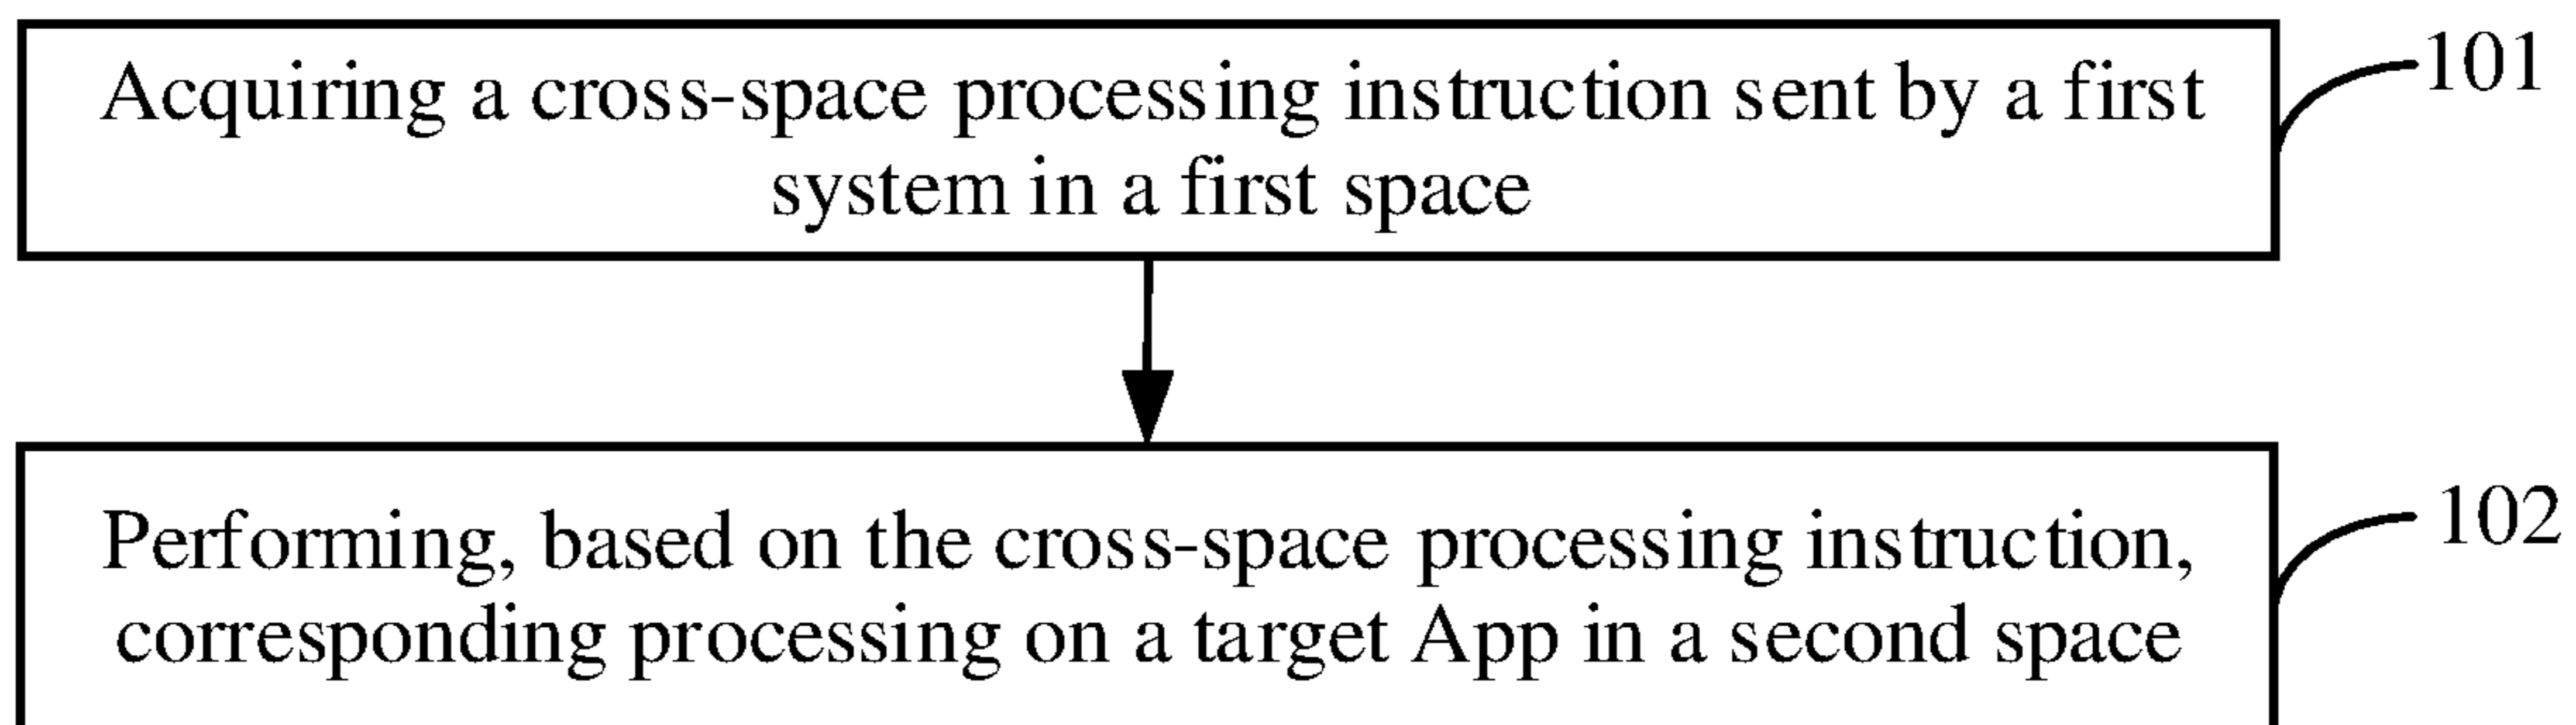 Acquiring a cross-space processing instruction sent by a first
system in a first space
101
Performing, based on the cross-space processing instruction,
corresponding processing on a target App in a second space
102